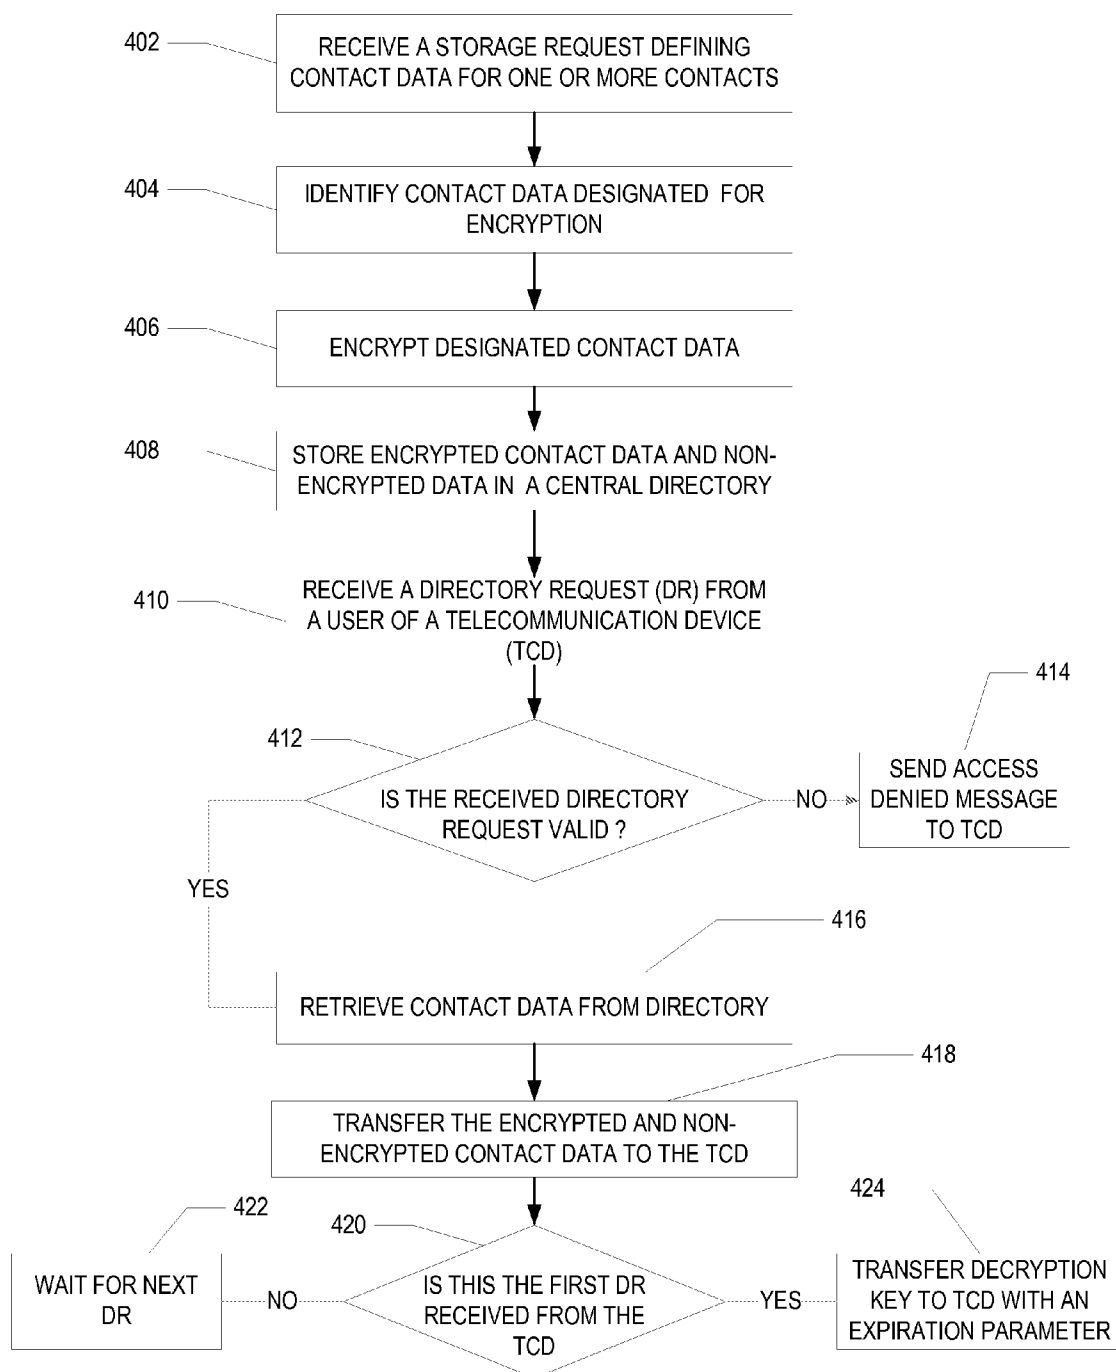 402
RECEIVE A STORAGE REQUEST DEFINING
CONTACT DATA FOR ONE OR MORE CONTACTS
404
IDENTIFY CONTACT DATA DESIGNATED FOR
ENCRYPTION
406
ENCRYPT DESIGNATED CONTACT DATA
408
STORE ENCRYPTED CONTACT DATA AND NON-
ENCRYPTED DATA IN A CENTRAL DIRECTORY
410
RECEIVE A DIRECTORY REQUEST (DR) FROM
A USER OF A TELECOMMUNICATION DEVICE
(TCD)
412
IS THE RECEIVED DIRECTORY
REQUEST VALID ?
NO
414
SEND ACCESS
DENIED MESSAGE
TO TCD
YES
416
RETRIEVE CONTACT DATA FROM DIRECTORY
418
TRANSFER THE ENCRYPTED AND NON-
ENCRYPTED CONTACT DATA TO THE TCD
420
IS THIS THE FIRST DR
RECEIVED FROM THE
TCD
NO
422
WAIT FOR NEXT
DR
YES
424
TRANSFER DECRYPTION
KEY TO TCD WITH AN
EXPIRATION PARAMETER